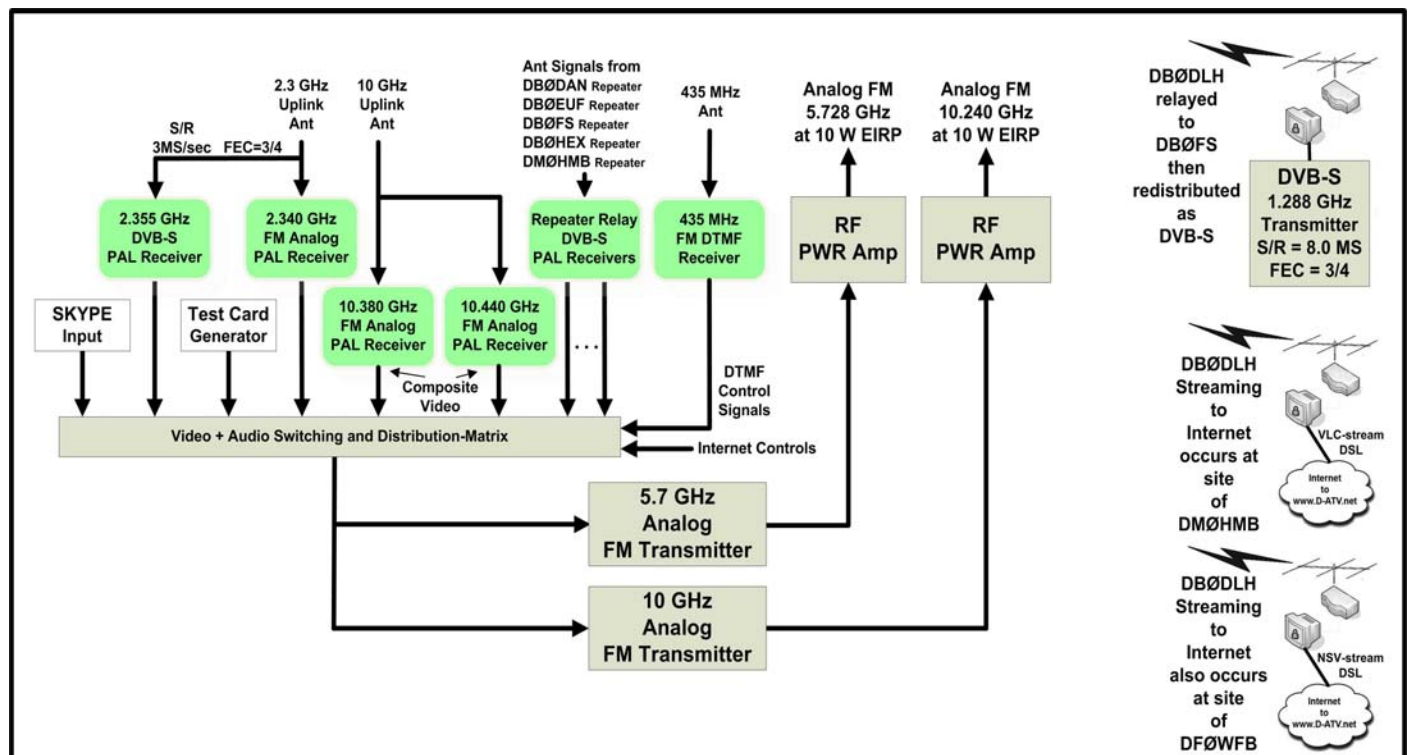 2.3 GHz
Uplink
Ant
10 GHz
Uplink
Ant
Ant Signals from
DBØDAN Repeater
DBØEUF Repeater
DBØFS Repeater
DBØHEX Repeater
DMØHMB Repeater
435 MHz
Ant
Analog FM
5.728 GHz
at 10 W EIRP
Analog FM
10.240 GHz
at 10 W EIRP
S/R
3MS/sec
FEC=3/4
2.355 GHz
DVB-S
PAL Receiver
2.340 GHz
FM Analog
PAL Receiver
Repeater Relay
DVB-S
PAL Receivers
435 MHz
FM DTMF
Receiver
RF
PWR Amp
RF
PWR Amp
SKYPE
Input
Test Card
Generator
10.380 GHz
FM Analog
PAL Receiver
10.440 GHz
FM Analog
PAL Receiver
...
Composite
Video
DTMF
Control
Signals
Video + Audio Switching and Distribution-Matrix
Internet Controls
5.7 GHz
Analog
FM Transmitter
10 GHz
Analog
FM Transmitter
DBØDLH
relayed
to
DBØFS
then
redistributed
as
DVB-S
DVB-S
1.288 GHz
Transmitter
S/R = 8.0 MS
FEC = 3/4
DBØDLH
Streaming
to
Internet
occurs at
site
of
DMØHMB
VLC-stream
DSL
Internet
to
www.D-ATV.net
DBØDLH
Streaming
to
Internet
also occurs
at site
of
DFØWFB
NSV-stream
DSL
Internet
to
www.D-ATV.net